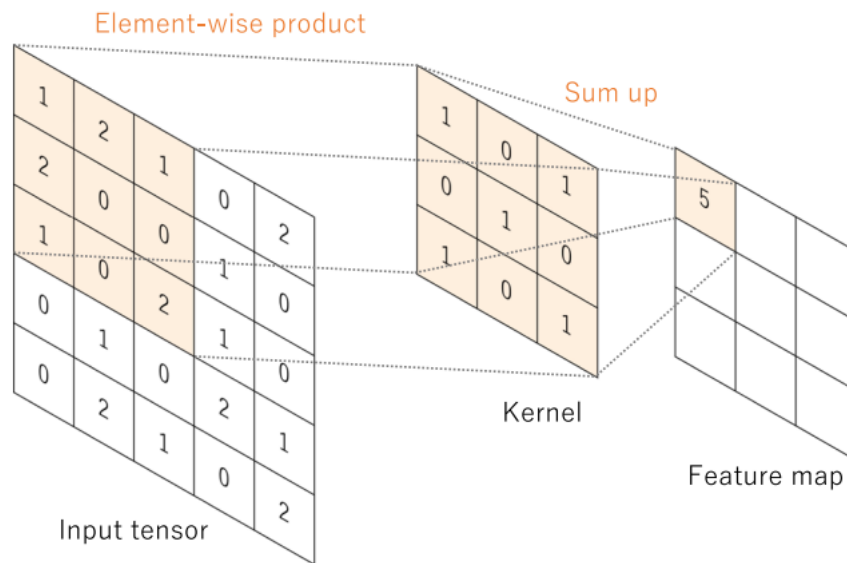 Element-wise product
Sum up
1 2 1 0 2
2 0 0 1 0
1 0 2 1 0
0 1 0 2 1
0 2 1 0 2
Input tensor
1 0 1
0 1 0
1 0 1
Kernel
5
Feature map